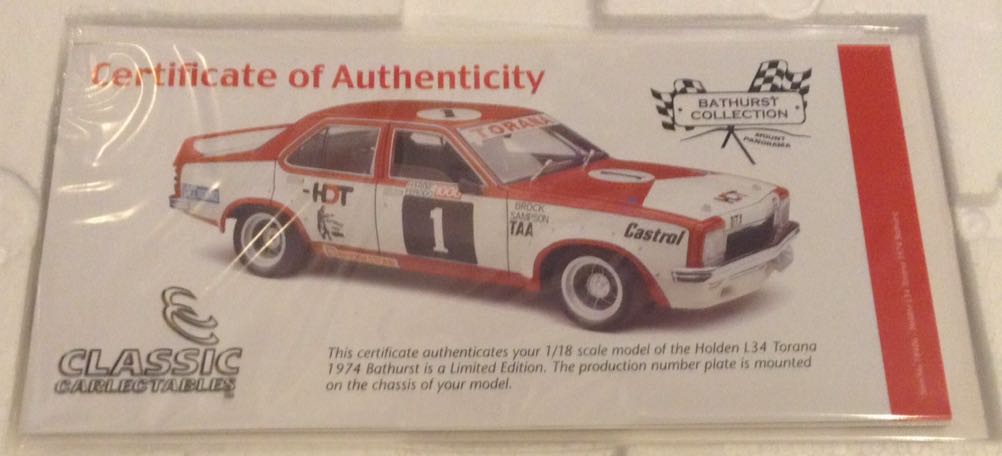 Certificate of Authenticity
BATHURST
COLLECTION
MOUNT
PANORAMA
1
TORANA
HDT
HDT
1
BROCK
SAMPSON
TAA
Castrol
CLASSIC
CARLECTABLES
This certificate authenticates your 1/18 scale model of the Holden L34 Torana
1974 Bathurst is a Limited Edition. The production number plate is mounted
on the chassis of your model.